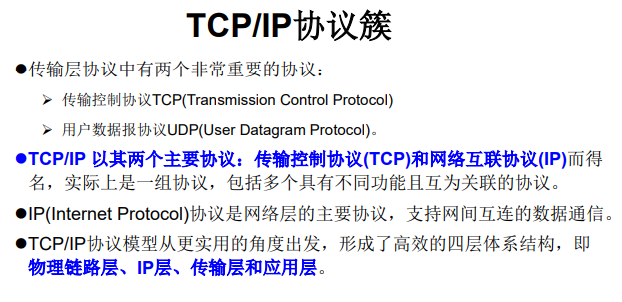 TCP/IP协议簇
●传输层协议中有两个非常重要的协议：
➢ 传输控制协议TCP(Transmission Control Protocol)
➢ 用户数据报协议UDP(User Datagram Protocol)。
●TCP/IP 以其两个主要协议：传输控制协议(TCP)和网络互联协议(IP)而得
名，实际上是一组协议，包括多个具有不同功能且互为关联的协议。
●IP(Internet Protocol)协议是网络层的主要协议，支持网间互连的数据通信。
●TCP/IP协议模型从更实用的角度出发，形成了高效的四层体系结构，即
物理链路层、IP层、传输层和应用层。